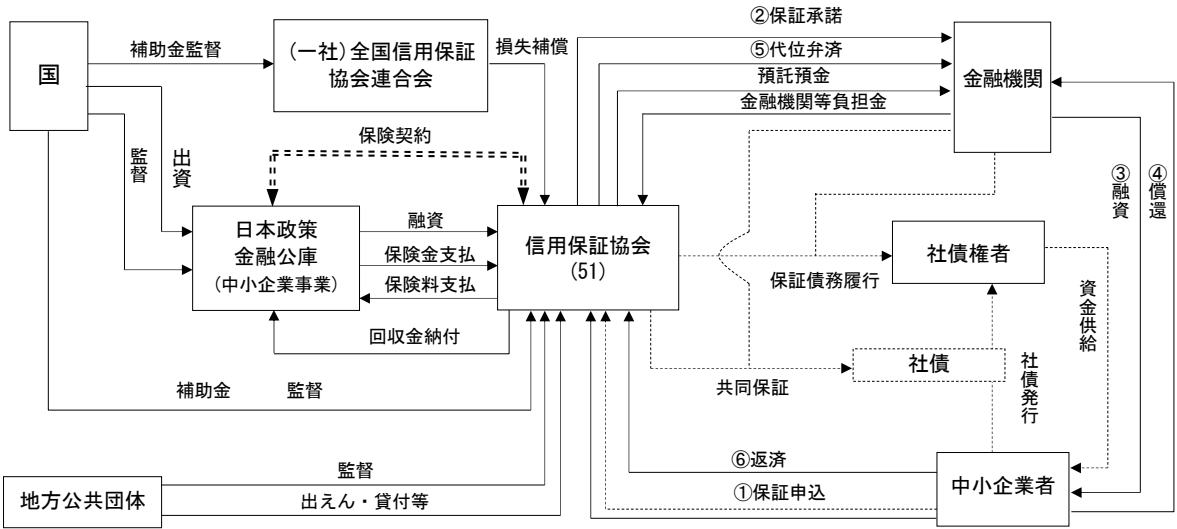 国
補助金監督
（一社）全国信用保証
協会連合会
損失補償
②保証承諾
⑤代位弁済
預託預金
金融機関等負担金
金融機関
監督
出資
保険契約
③融資
④償還
日本政策
金融公庫
（中小企業事業）
融資
保険金支払
保険料支払
回収金納付
信用保証協会
(51)
保証債務履行
社債権者
資金供給
共同保証
社債
社債発行
補助金
監督
地方公共団体
監督
出えん・貸付等
⑥返済
①保証申込
中小企業者